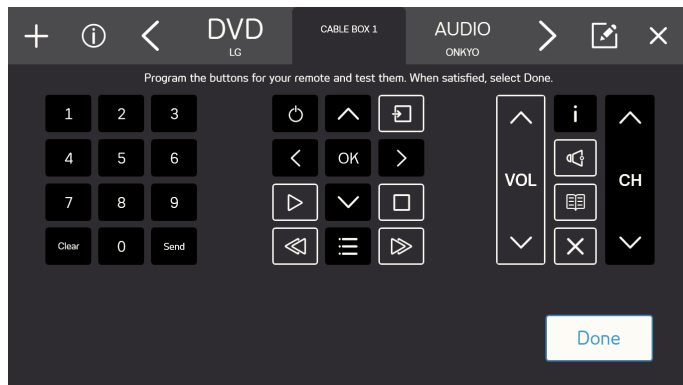 DVD
LG
CABLE BOX 1
AUDIO
ONKYO
Program the buttons for your remote and test them. When satisfied, select Done.
1 2 3
4 5 6 OK
7 8 9 VOL CH
Clear 0 Send
Done